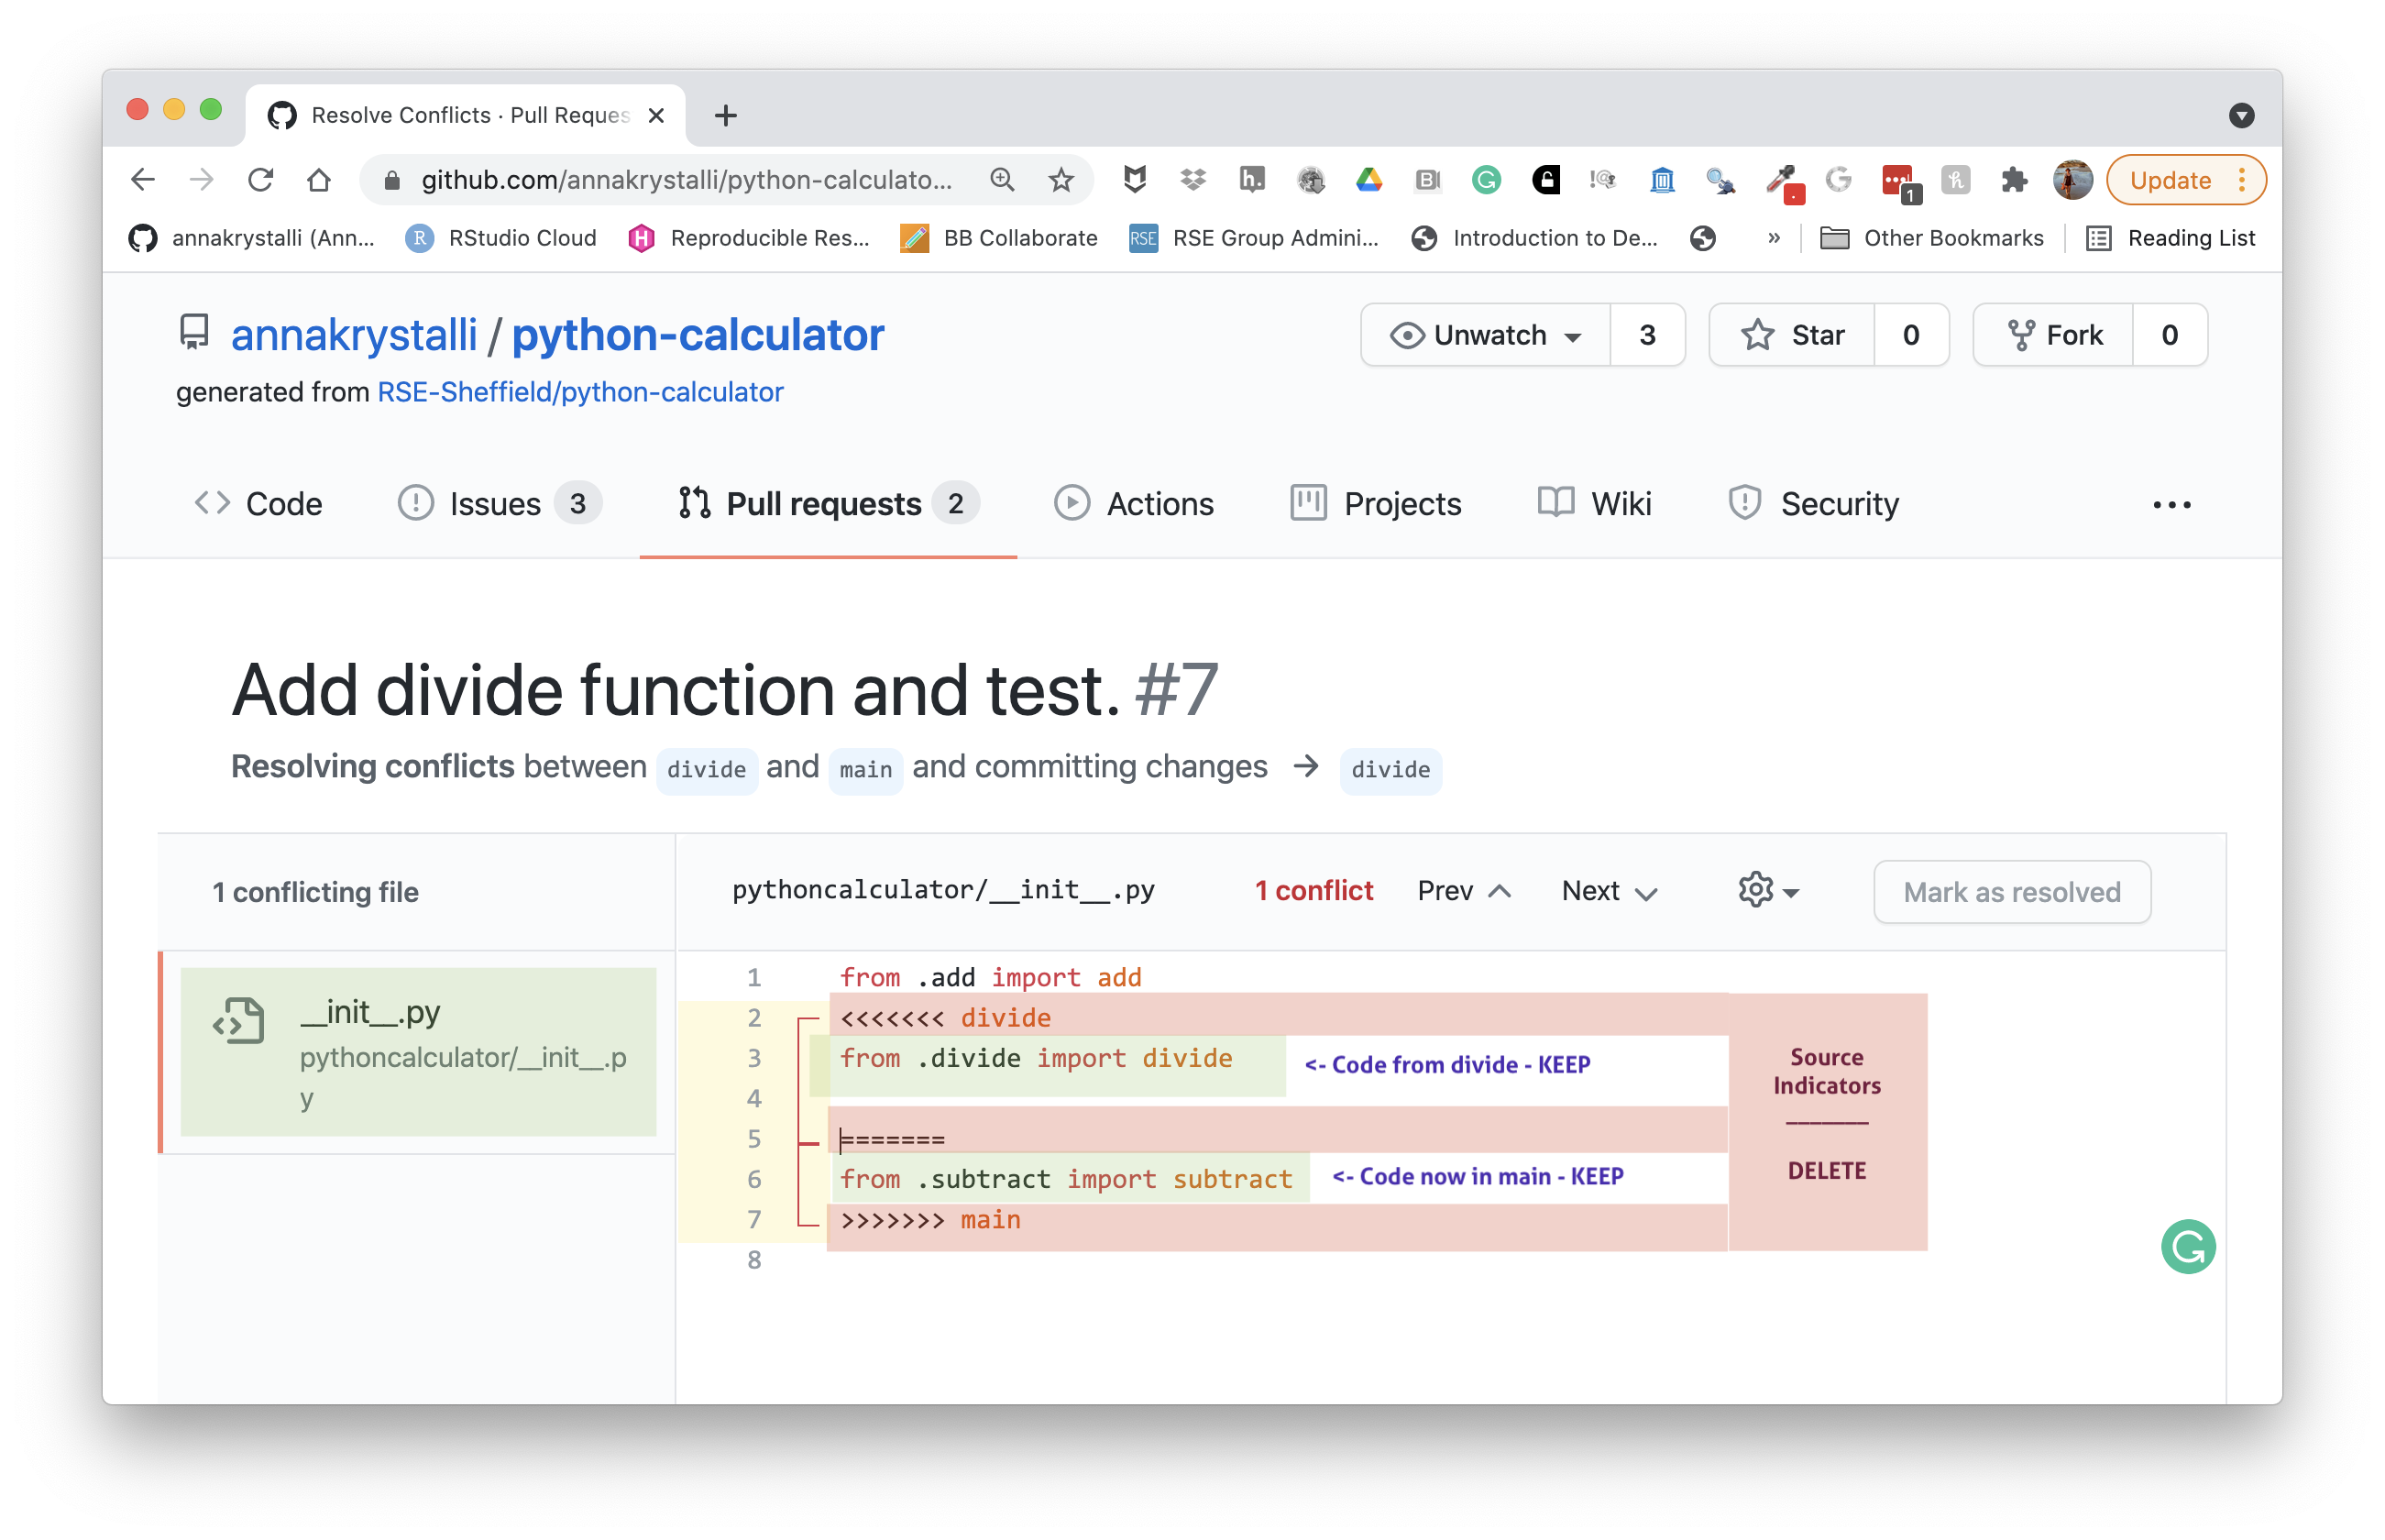 Resolve Conflicts · Pull Reques
github.com/annakrystalli/python-calculato...
Update
1
annakrystalli (Ann...
R RStudio Cloud
H Reproducible Res...
BB Collaborate
RSE RSE Group Admini...
Introduction to De...
»
Other Bookmarks
Reading List
annakrystalli / python-calculator
Unwatch 3
Star 0
Fork 0
generated from RSE-Sheffield/python-calculator
Code
Issues 3
Pull requests 2
Actions
Projects
Wiki
Security
Add divide function and test. #7
Resolving conflicts between divide and main and committing changes → divide
1 conflicting file
pythoncalculator/__init__.py
1 conflict
Prev
Next
Mark as resolved
__init__.py
pythoncalculator/__init__.p
y
1 from .add import add
2 <<<<<<< divide
3 from .divide import divide <- Code from divide - KEEP
4
5 =======
6 from .subtract import subtract <- Code now in main - KEEP
7 >>>>>>> main
8
Source
Indicators
DELETE